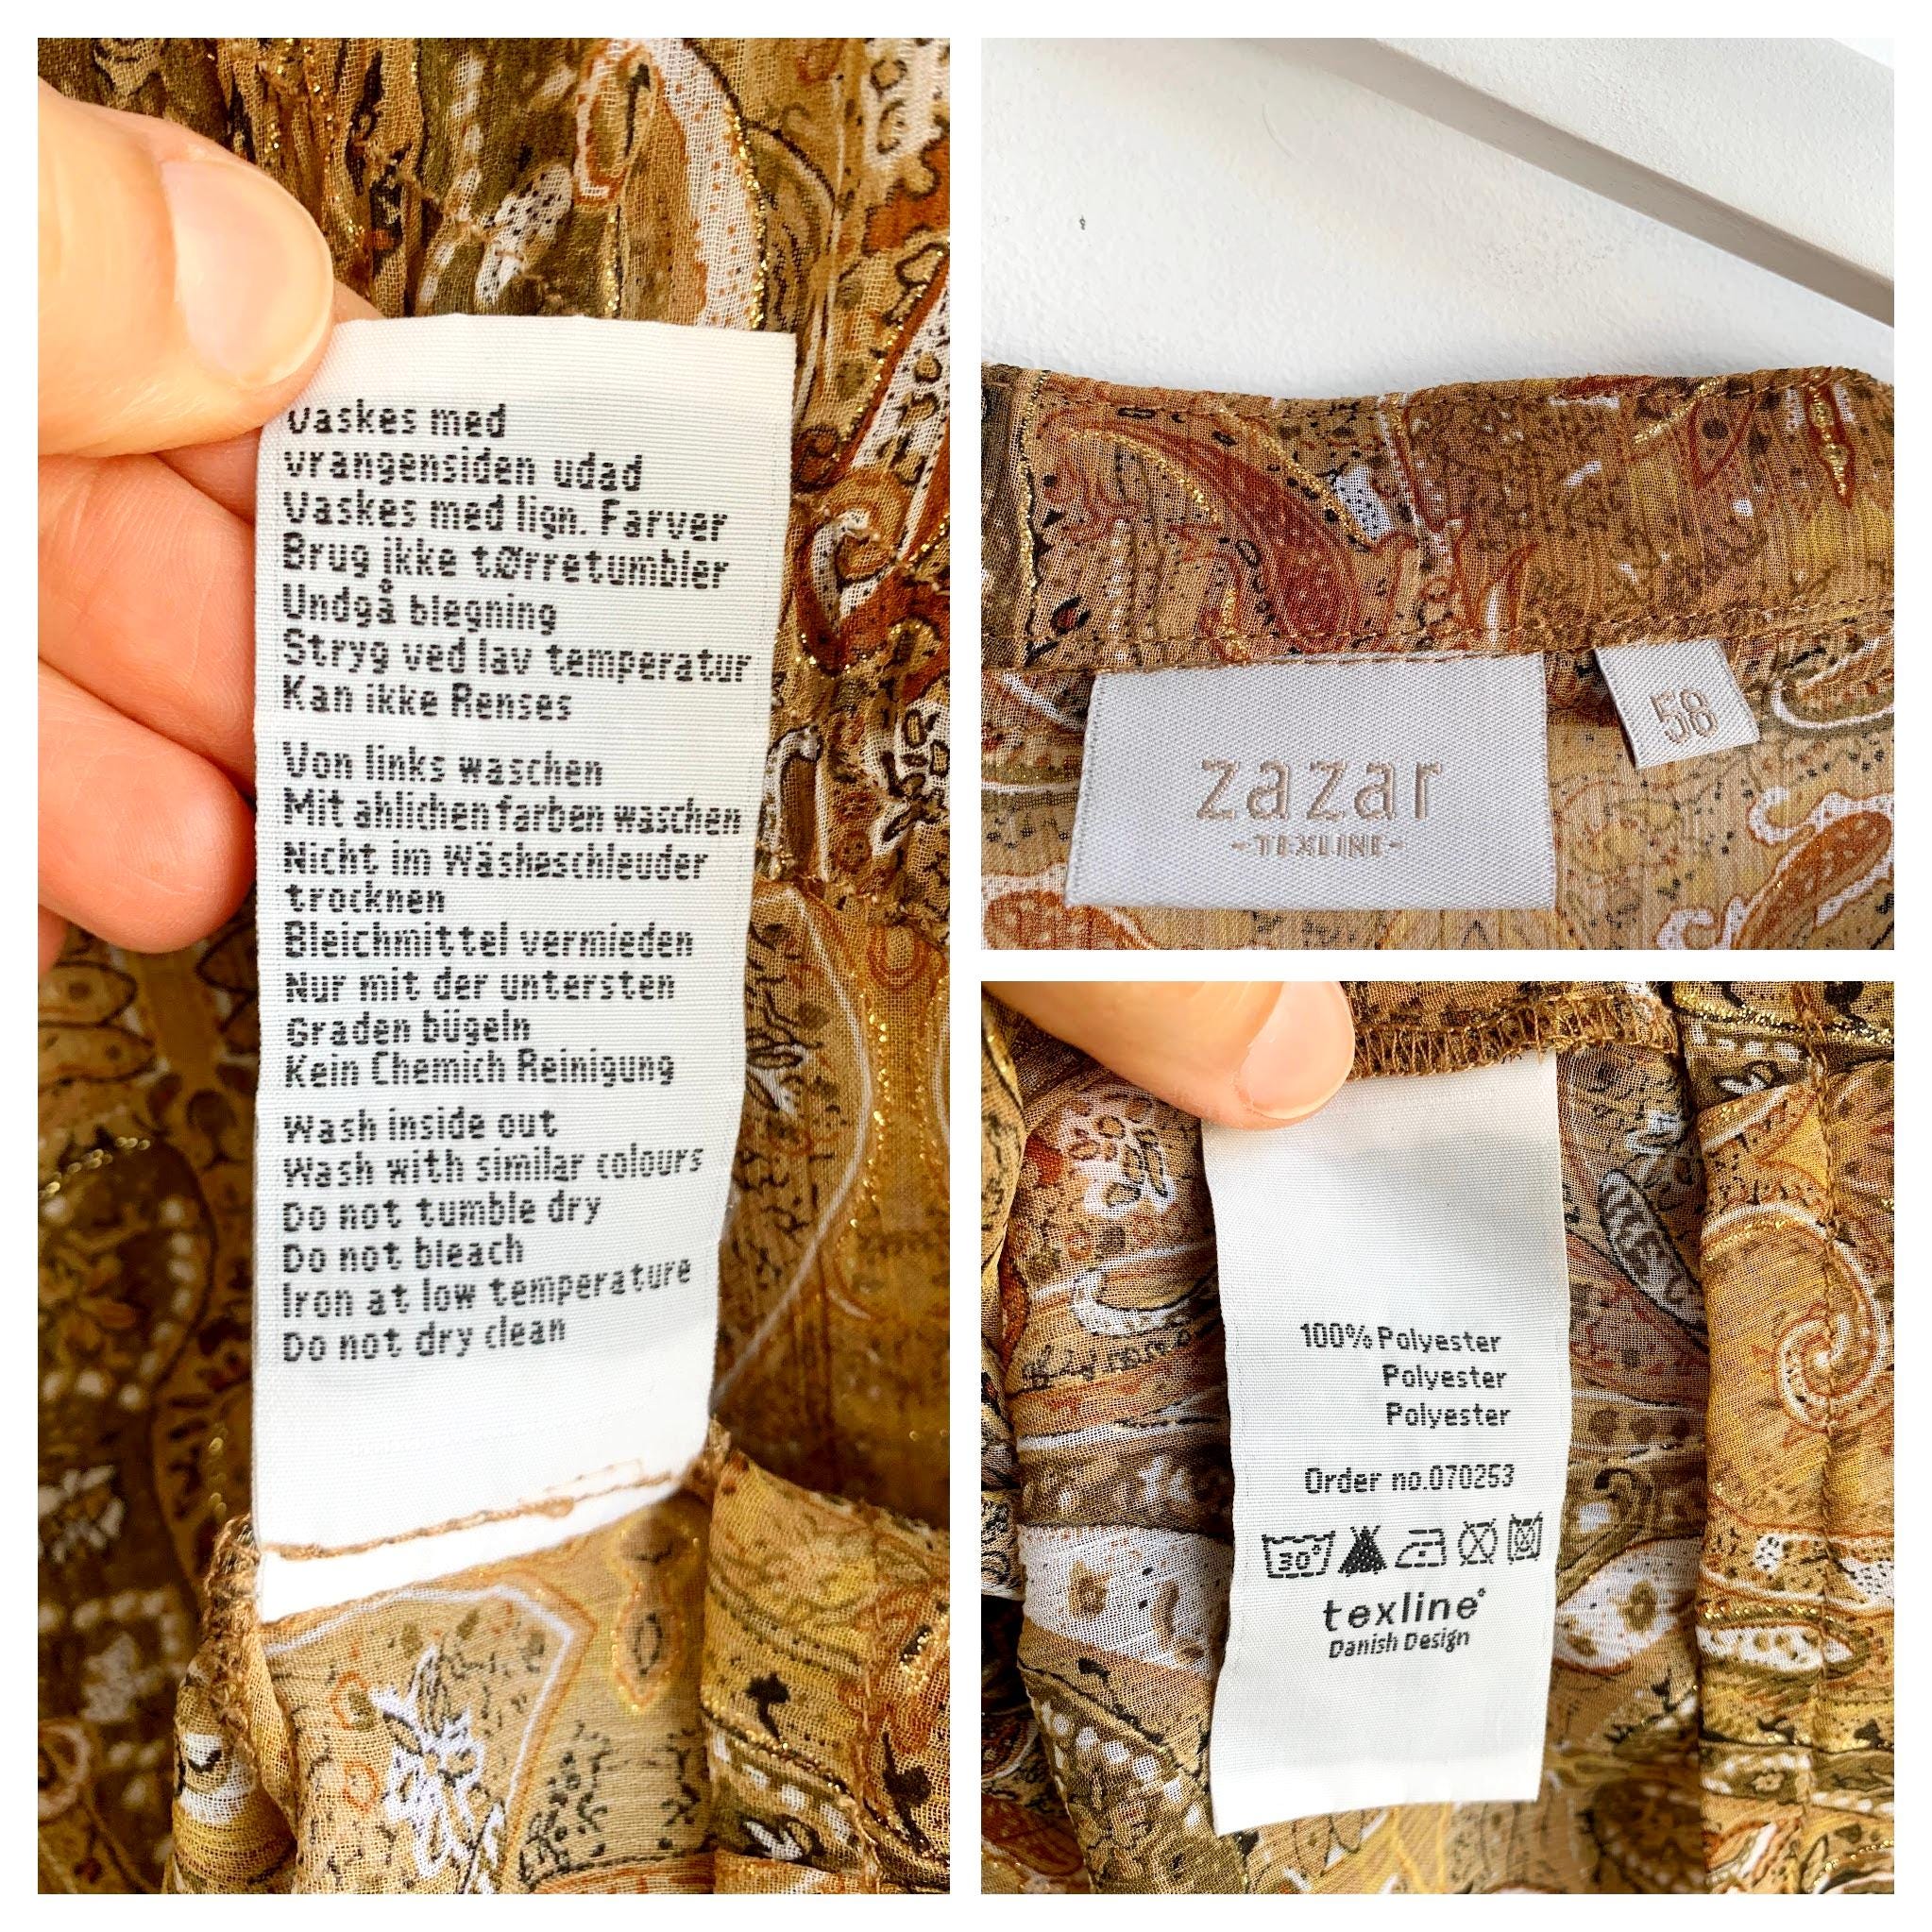 Vaskes med
vrangensiden udad
Vaskes med lign. Farver
Brug ikke tØrretumbler
Undgå blegning
Stryg ved lav temperatur
Kan ikke Renses
Von links waschen
Mit ahlichen farben waschen
Nicht im Wäsheschleuder
trocknen
Bleichmittel vermieden
Nur mit der untersten
Graden bügeln
Kein Chemich Reinigung
Wash inside out
Wash with similar colours
Do not tumble dry
Do not bleach
Iron at low temperature
Do not dry clean
zazar
-TEXLINE-
58
100% Polyester
Polyester
Polyester
Order no.070253
30°
texline°
Danish Design